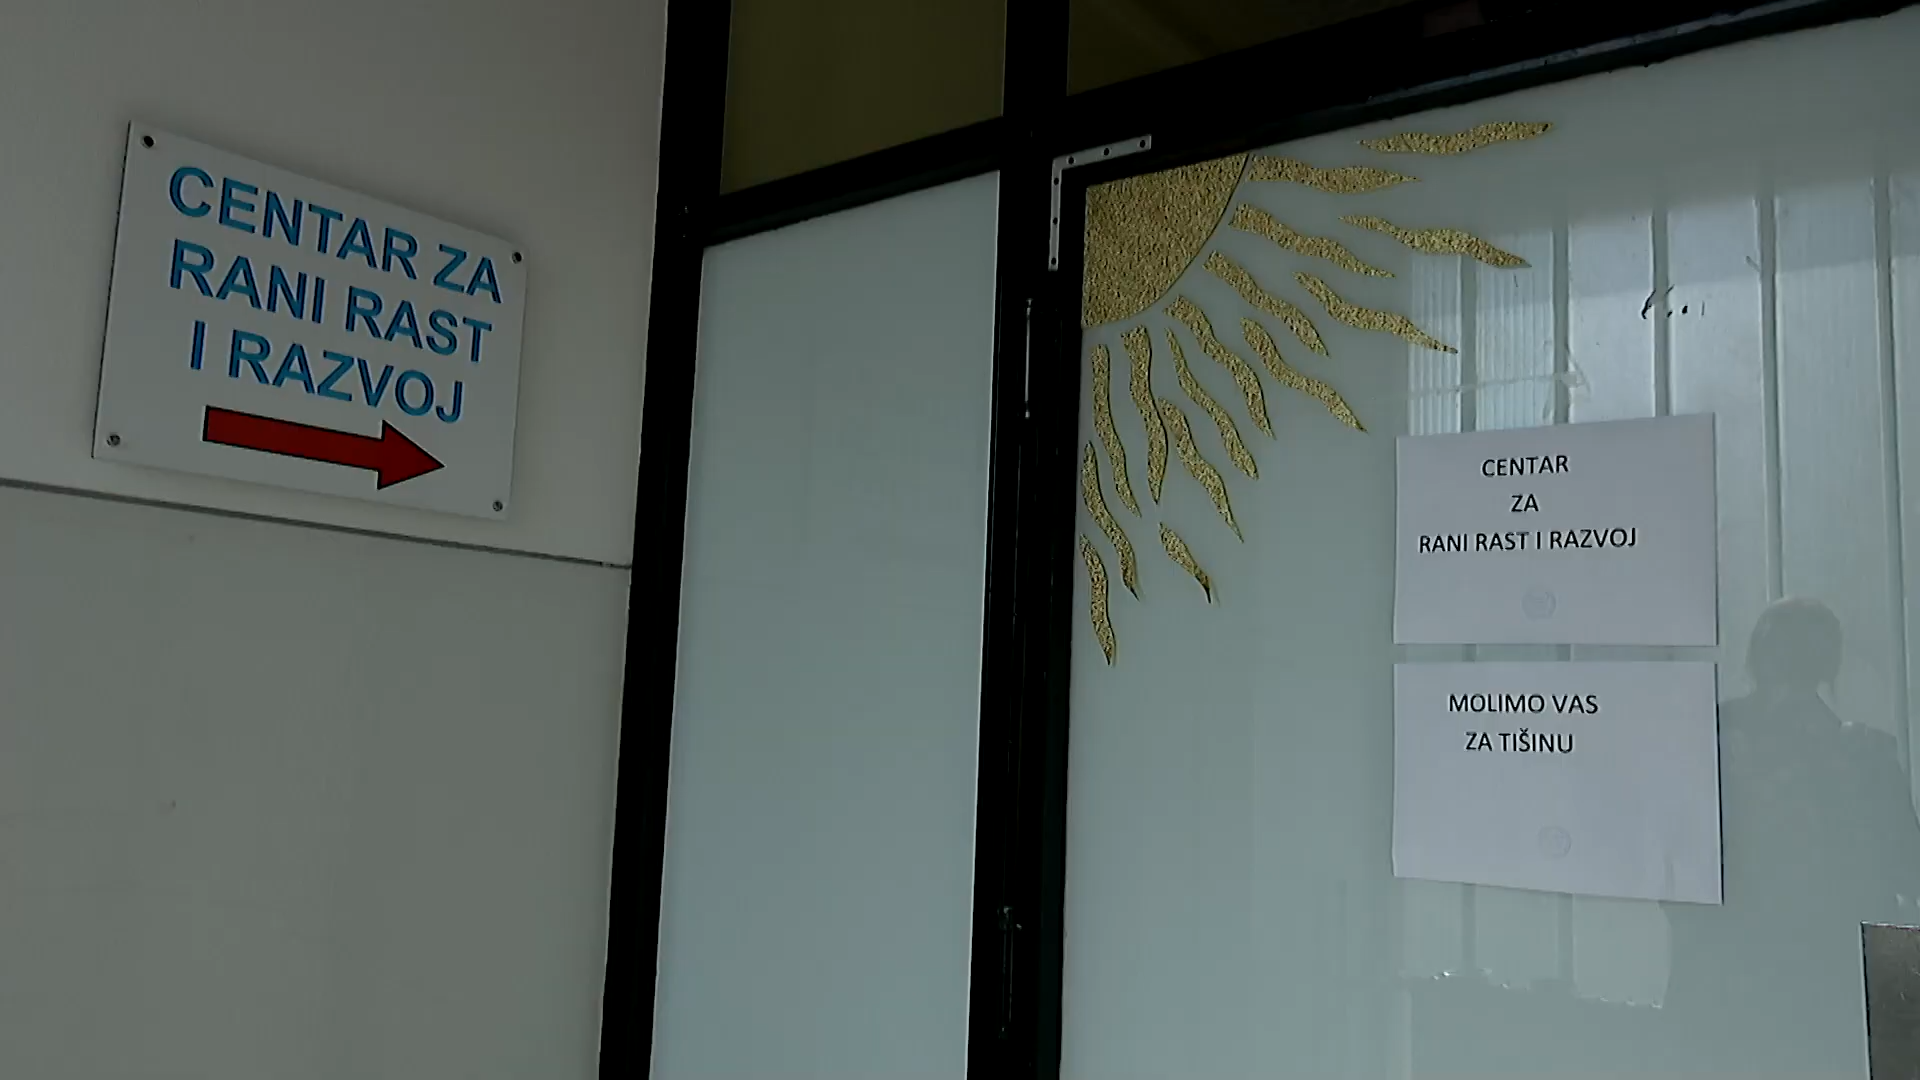 CENTAR ZA
RANI RAST
I RAZVOJ
CENTAR
ZA
RANI RAST I RAZVOJ
MOLIMO VAS
ZA TIŠINU